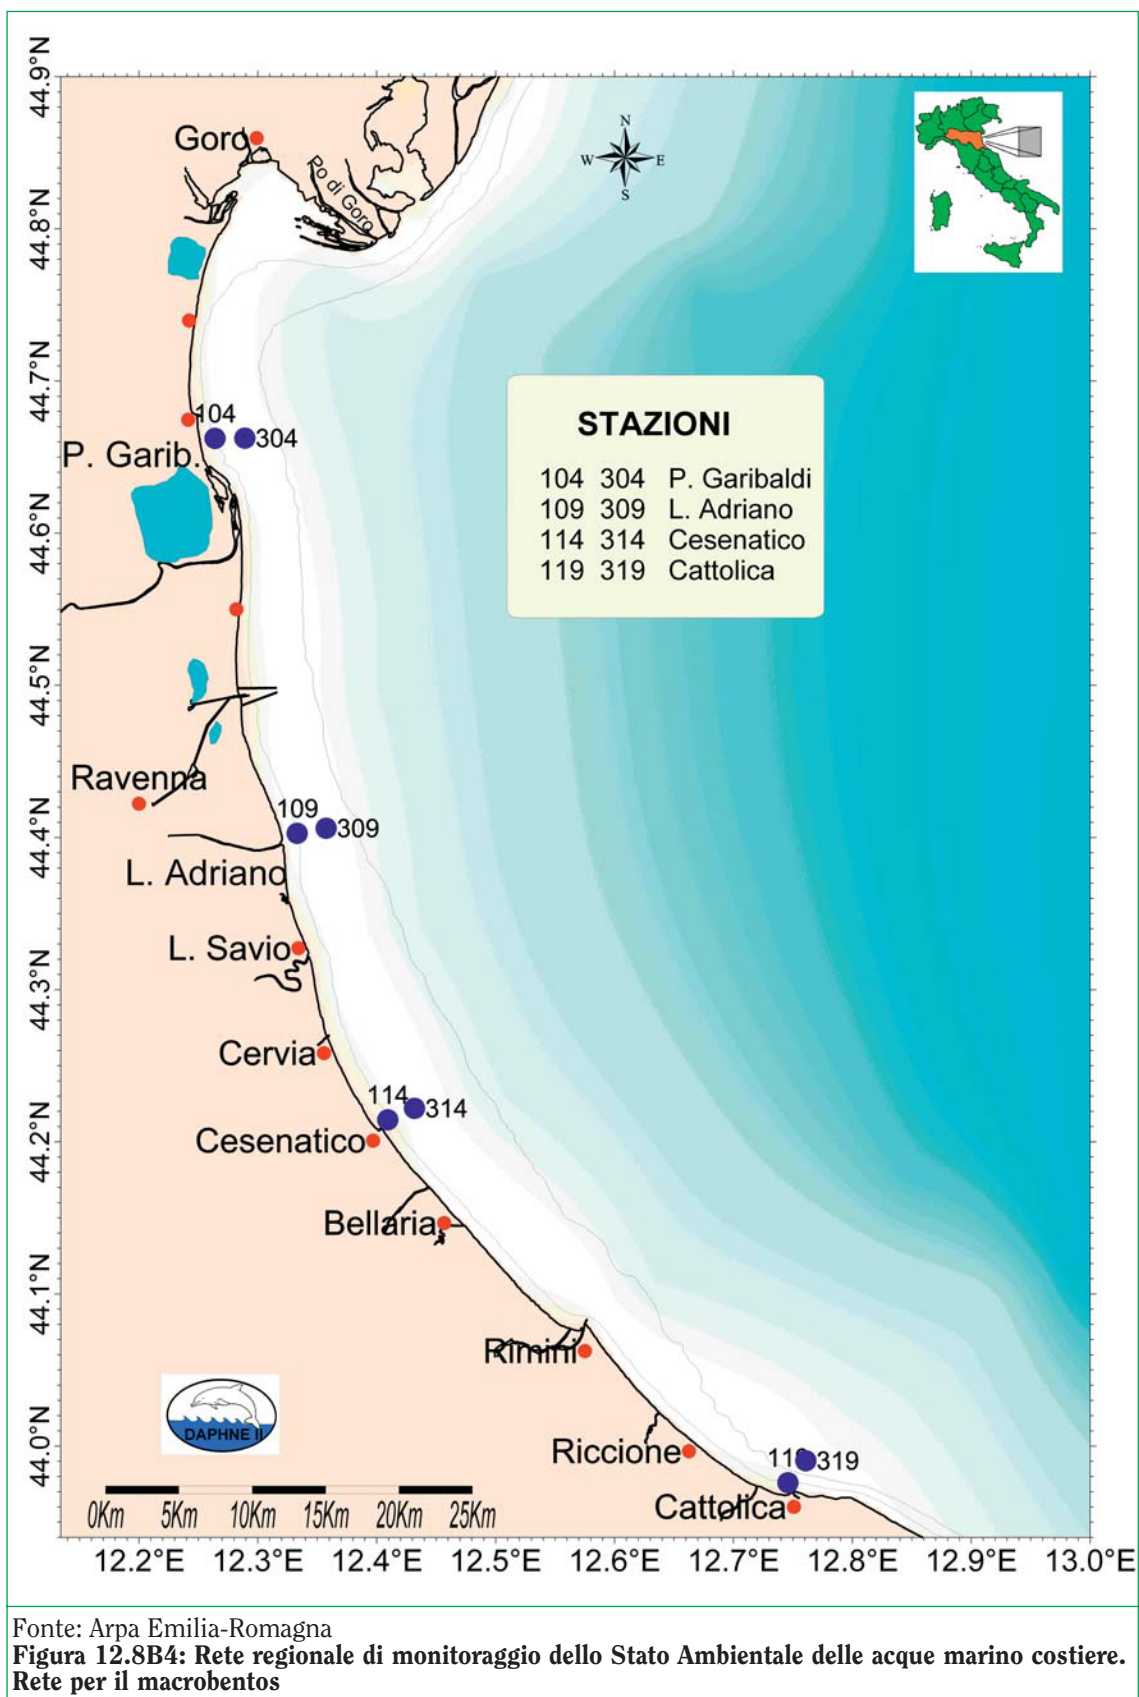 44.9°N
44.8°N
44.7°N
44.6°N
44.5°N
44.4°N
44.3°N
44.2°N
44.1°N
44.0°N
Goro
Po di Goro
N
W E
S
104
304
P. Garib.
STAZIONI
104 304 P. Garibaldi
109 309 L. Adriano
114 314 Cesenatico
119 319 Cattolica
Ravenna
109
309
L. Adriano
L. Savio
Cervia
114
314
Cesenatico
Bellaria
Rimini
DAPHNE II
Riccione
119
319
Cattolica
0Km 5Km 10Km 15Km 20Km 25Km
12.2°E 12.3°E 12.4°E 12.5°E 12.6°E 12.7°E 12.8°E 12.9°E 13.0°E
Fonte: Arpa Emilia-Romagna
Figura 12.8B4: Rete regionale di monitoraggio dello Stato Ambientale delle acque marino costiere.
Rete per il macrobentos